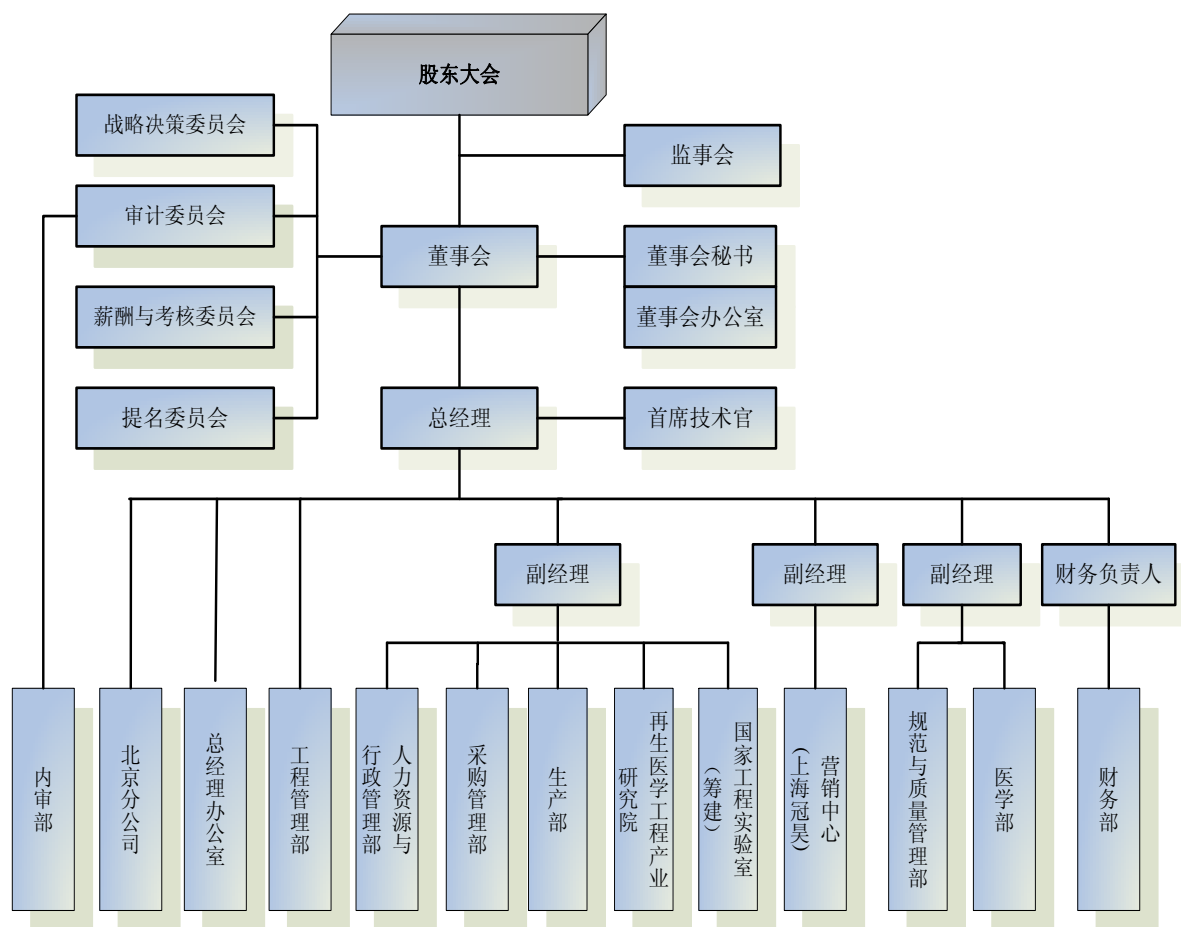 股东大会
战略决策委员会
监事会
审计委员会
董事会
董事会秘书
董事会办公室
薪酬与考核委员会
提名委员会
总经理
首席技术官
副经理
副经理
副经理
财务负责人
内审部
北京分公司
总经理办公室
工程管理部
人力资源与
行政管理部
采购管理部
生产部
再生医学工程产业
研究院
国家工程实验室
（筹建）
营销中心
（上海冠昊）
规范与质量管理部
医学部
财务部